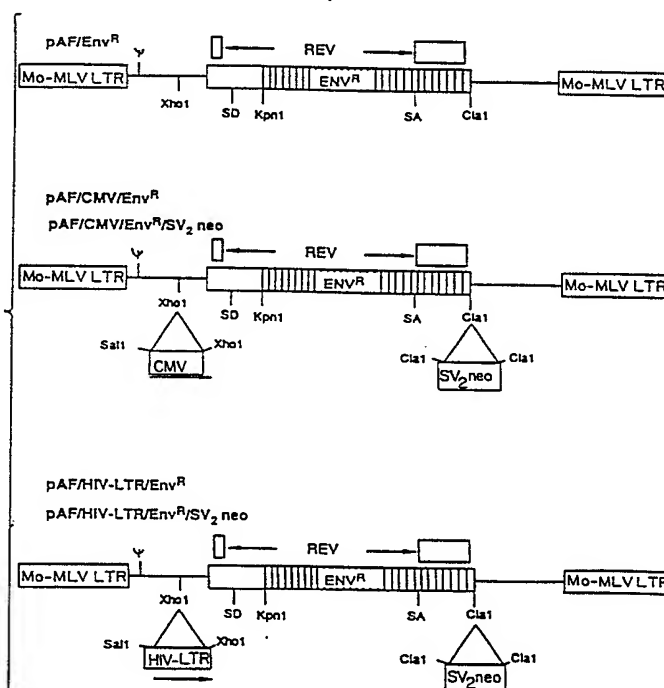 pAF/Env^R
REV
Mo-MLV LTR Ψ ENV^R Mo-MLV LTR
Xho1 SD Kpn1 SA Cla1
pAF/CMV/Env^R
pAF/CMV/Env^R/SV₂ neo
REV
Mo-MLV LTR Ψ ENV^R Mo-MLV LTR
Xho1 SD Kpn1 SA Cla1
Sal1 Xho1 Cla1 Cla1
CMV SV₂neo
pAF/HIV-LTR/Env^R
pAF/HIV-LTR/Env^R/SV₂ neo
REV
Mo-MLV LTR Ψ ENV^R Mo-MLV LTR
Xho1 SD Kpn1 SA Cla1
Sal1 Xho1 Cla1 Cla1
HIV-LTR SV₂neo